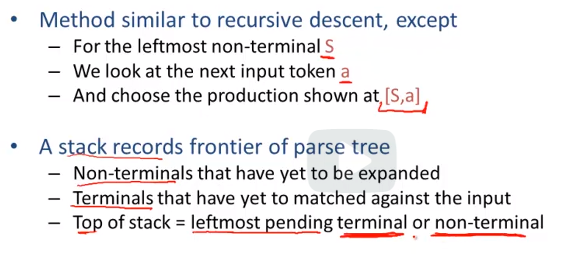 • Method similar to recursive descent, except
– For the leftmost non-terminal S
– We look at the next input token a
– And choose the production shown at [S,a]
• A stack records frontier of parse tree
– Non-terminals that have yet to be expanded
– Terminals that have yet to matched against the input
– Top of stack = leftmost pending terminal or non-terminal